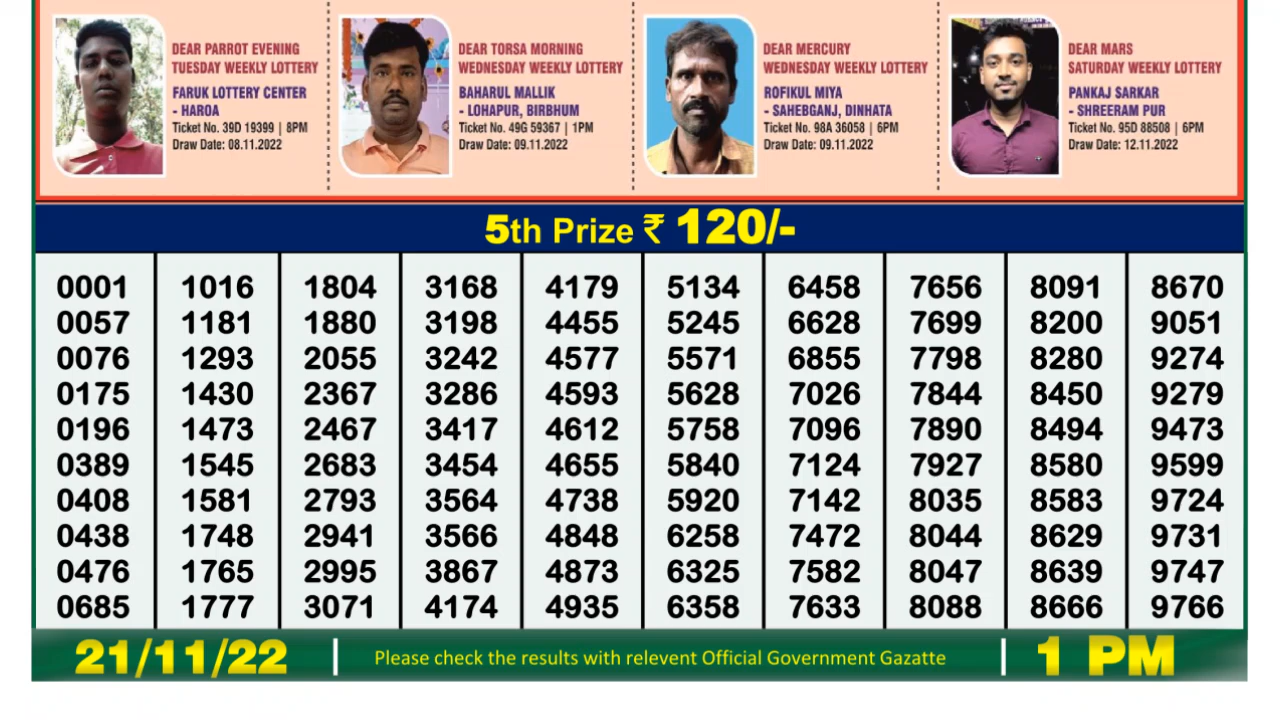 DEAR PARROT EVENING
TUESDAY WEEKLY LOTTERY
FARUK LOTTERY CENTER
- HAROA
Ticket No. 39D 19399 | 8PM
Draw Date: 08.11.2022
DEAR TORSA MORNING
WEDNESDAY WEEKLY LOTTERY
BAHARUL MALLIK
- LOHAPUR, BIRBHUM
Ticket No. 49G 59367 | 1PM
Draw Date: 09.11.2022
DEAR MERCURY
WEDNESDAY WEEKLY LOTTERY
ROFIKUL MIYA
- SAHEBGANJ, DINHATA
Ticket No. 98A 36058 | 6PM
Draw Date: 09.11.2022
DEAR MARS
SATURDAY WEEKLY LOTTERY
PANKAJ SARKAR
- SHREERAM PUR
Ticket No. 95D 88508 | 6PM
Draw Date: 12.11.2022
5th Prize ₹ 120/-
0001 1016 1804 3168 4179 5134 6458 7656 8091 8670
0057 1181 1880 3198 4455 5245 6628 7699 8200 9051
0076 1293 2055 3242 4577 5571 6855 7798 8280 9274
0175 1430 2367 3286 4593 5628 7026 7844 8450 9279
0196 1473 2467 3417 4612 5758 7096 7890 8494 9473
0389 1545 2683 3454 4655 5840 7124 7927 8580 9599
0408 1581 2793 3564 4738 5920 7142 8035 8583 9724
0438 1748 2941 3566 4848 6258 7472 8044 8629 9731
0476 1765 2995 3867 4873 6325 7582 8047 8639 9747
0685 1777 3071 4174 4935 6358 7633 8088 8666 9766
21/11/22 | Please check the results with relevent Official Government Gazatte | 1 PM